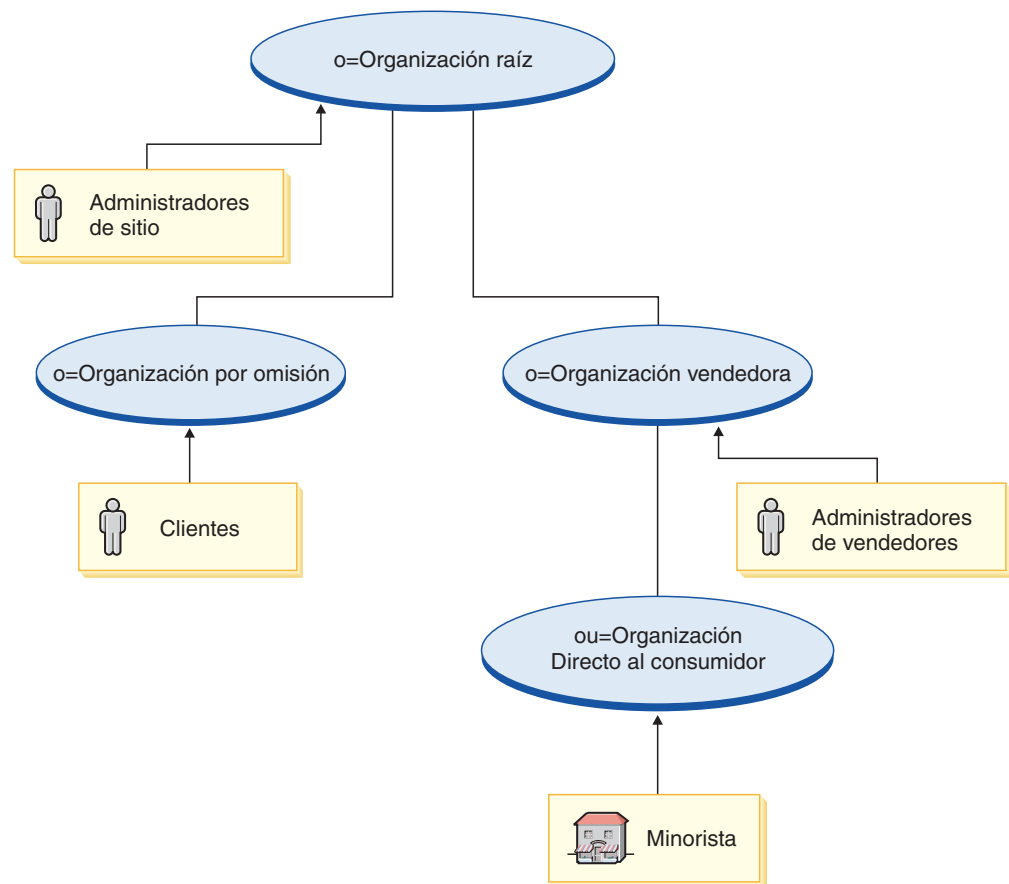 o=Organización raíz
Administradores
de sitio
o=Organización por omisión
o=Organización vendedora
Clientes
Administradores
de vendedores
ou=Organización
Directo al consumidor
Minorista